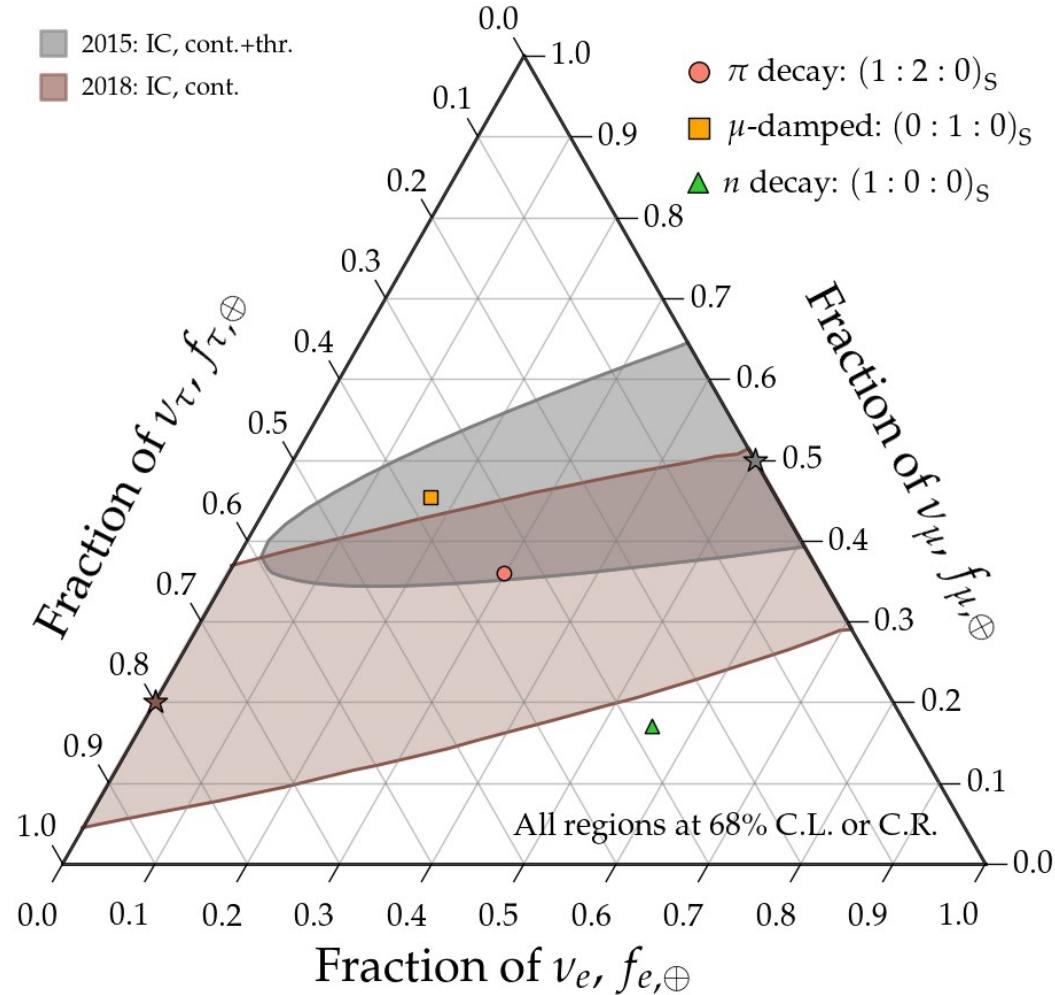 2015: IC, cont.+thr.
2018: IC, cont.
π decay: (1 : 2 : 0)S
μ-damped: (0 : 1 : 0)S
n decay: (1 : 0 : 0)S
0.0
0.1
0.2
0.3
0.4
0.5
0.6
0.7
0.8
0.9
1.0
Fraction of ντ, fτ,⊕
1.0
0.9
0.8
0.7
0.6
0.5
0.4
0.3
0.2
0.1
0.0
Fraction of νμ, fμ,⊕
All regions at 68% C.L. or C.R.
0.0 0.1 0.2 0.3 0.4 0.5 0.6 0.7 0.8 0.9 1.0
Fraction of νe, fe,⊕